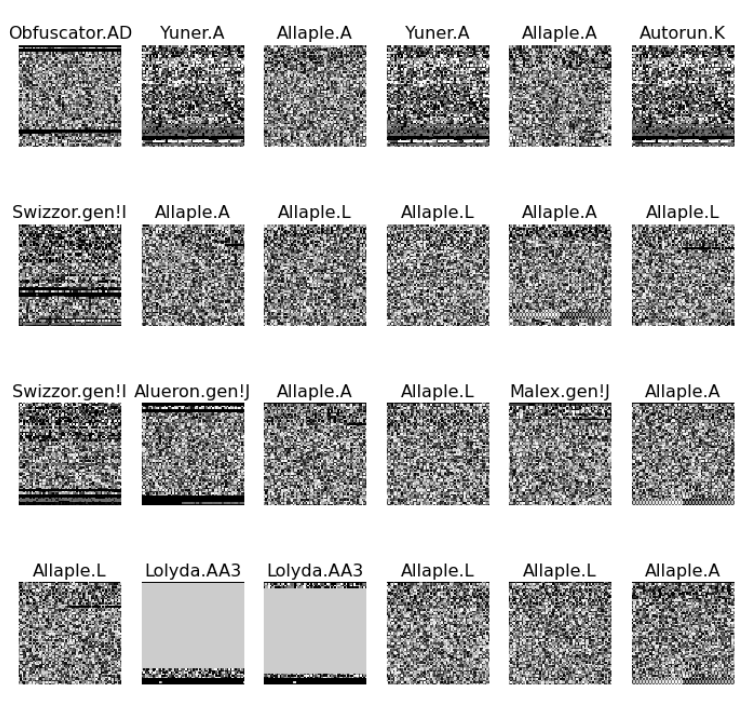 Obfuscator.AD Yuner.A Allaple.A Yuner.A Allaple.A Autorun.K
Swizzor.gen!I Allaple.A Allaple.L Allaple.L Allaple.A Allaple.L
Swizzor.gen!I Alueron.gen!J Allaple.A Allaple.L Malex.gen!J Allaple.A
Allaple.L Lolyda.AA3 Lolyda.AA3 Allaple.L Allaple.L Allaple.A